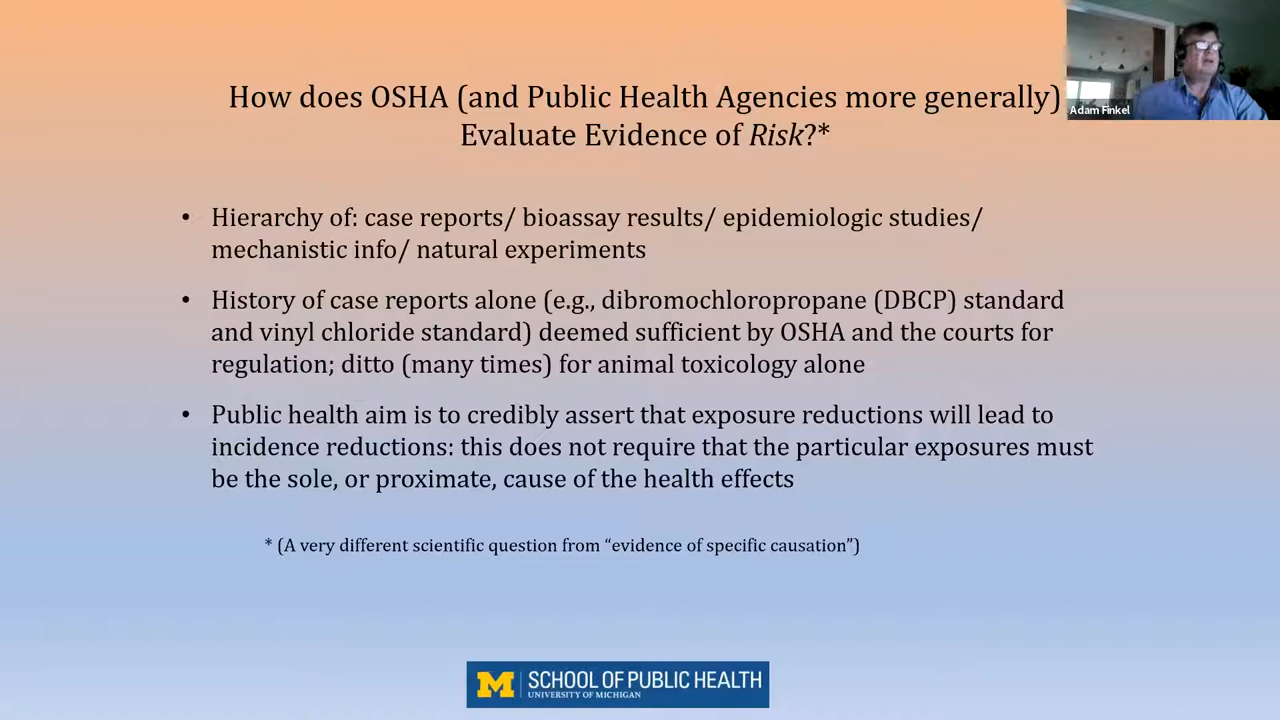 How does OSHA (and Public Health Agencies more generally)
Evaluate Evidence of Risk?*
Adam Finkel
• Hierarchy of: case reports/ bioassay results/ epidemiologic studies/
mechanistic info/ natural experiments
• History of case reports alone (e.g., dibromochloropropane (DBCP) standard
and vinyl chloride standard) deemed sufficient by OSHA and the courts for
regulation; ditto (many times) for animal toxicology alone
• Public health aim is to credibly assert that exposure reductions will lead to
incidence reductions: this does not require that the particular exposures must
be the sole, or proximate, cause of the health effects
* (A very different scientific question from “evidence of specific causation”)
M SCHOOL OF PUBLIC HEALTH
UNIVERSITY OF MICHIGAN